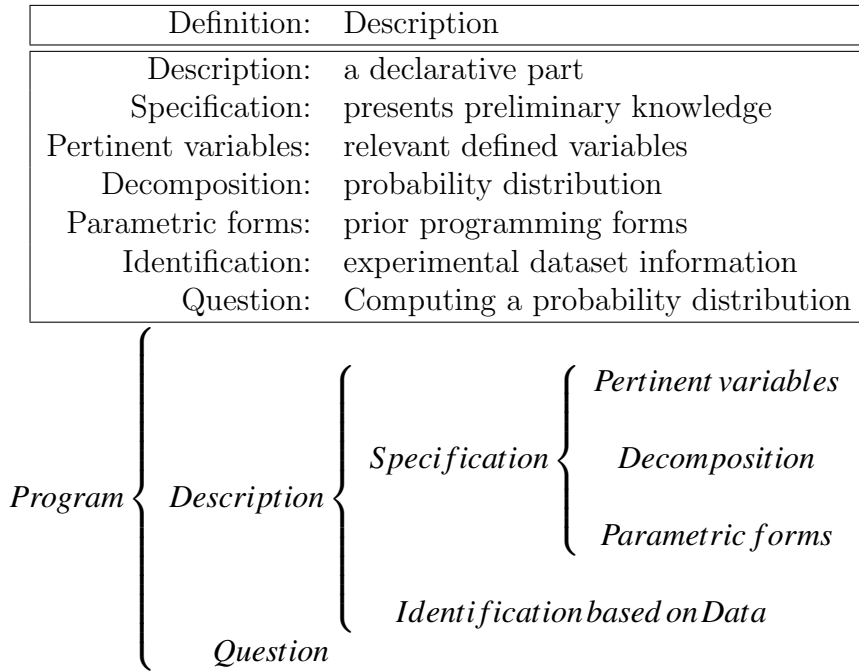 Definition: Description
Description: a declarative part
Specification: presents preliminary knowledge
Pertinent variables: relevant defined variables
Decomposition: probability distribution
Parametric forms: prior programming forms
Identification: experimental dataset information
Question: Computing a probability distribution
Pertinent variables
Specification
Decomposition
Program
Description
Parametric forms
Identification based on Data
Question